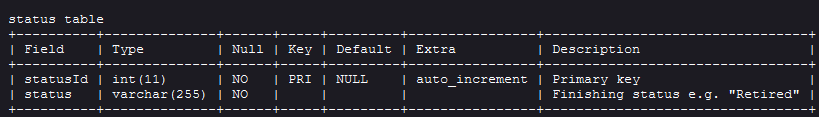 status table
+----------+--------------+------+-----+---------+----------------+---------------------------------+
| Field    | Type         | Null | Key | Default | Extra          | Description                     |
+----------+--------------+------+-----+---------+----------------+---------------------------------+
| statusId | int(11)      | NO   | PRI | NULL    | auto_increment | Primary key                     |
| status   | varchar(255) | NO   |     |         |                | Finishing status e.g. "Retired" |
+----------+--------------+------+-----+---------+----------------+---------------------------------+